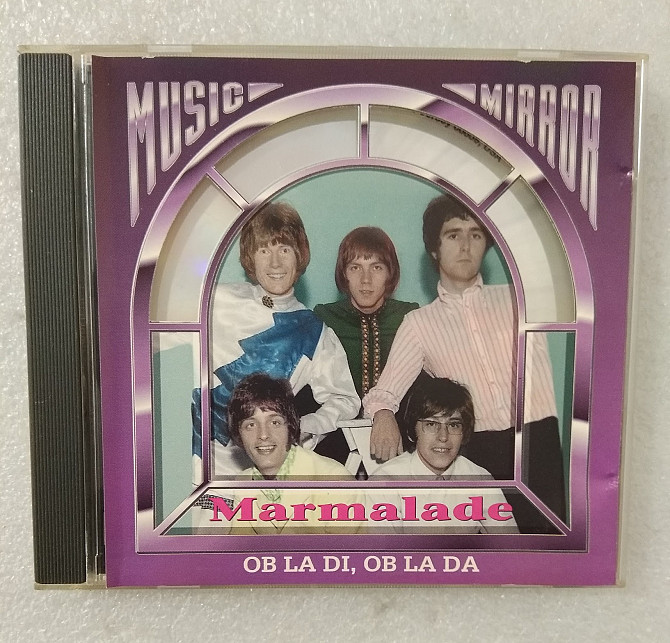 MUSIC MIRROR
Marmalade
OB LA DI, OB LA DA